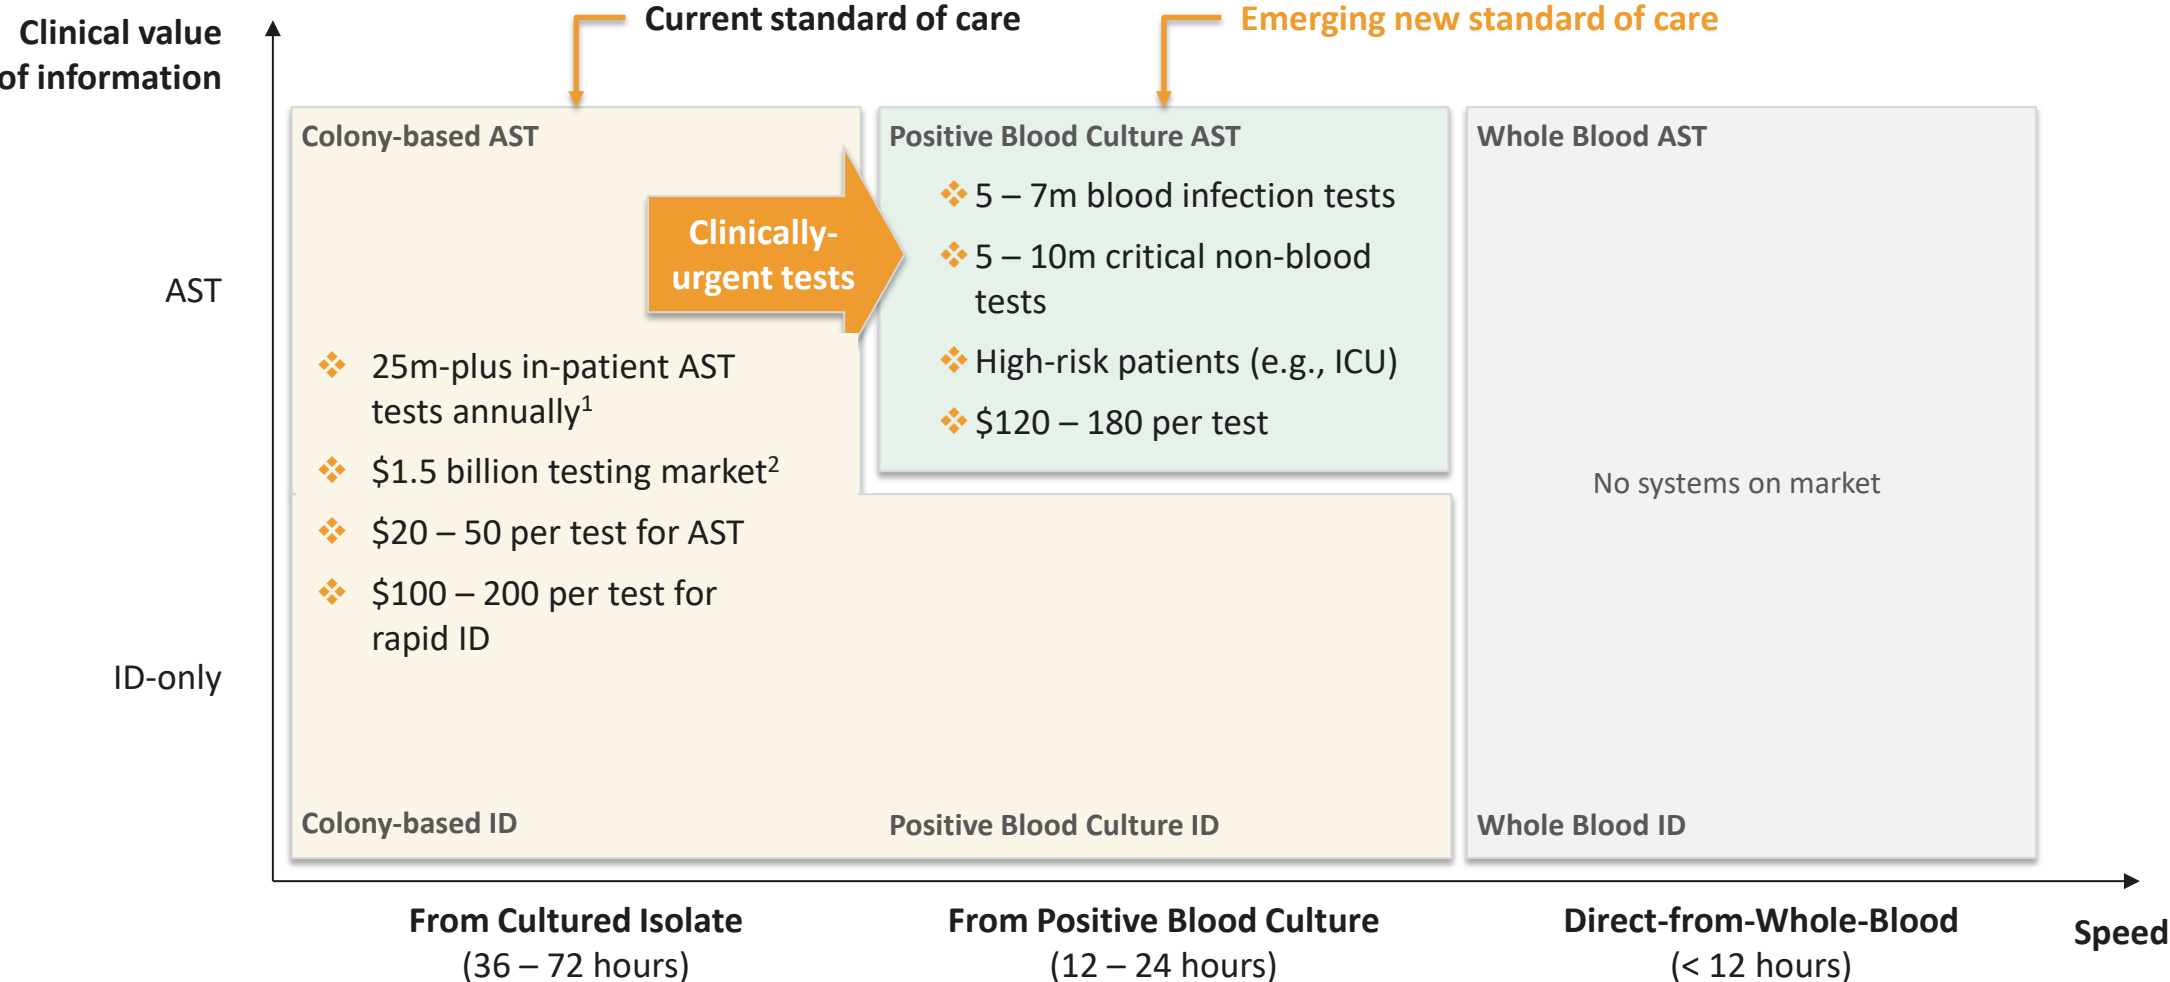 Current standard of care
Emerging new standard of care
Clinical value
of information
Colony-based AST
Positive Blood Culture AST
Whole Blood AST
Clinically-
urgent tests
❖ 5 – 7m blood infection tests
❖ 5 – 10m critical non-blood
tests
❖ High-risk patients (e.g., ICU)
❖ $120 – 180 per test
AST
❖ 25m-plus in-patient AST
tests annually¹
❖ $1.5 billion testing market²
❖ $20 – 50 per test for AST
❖ $100 – 200 per test for
rapid ID
No systems on market
ID-only
Colony-based ID
Positive Blood Culture ID
Whole Blood ID
From Cultured Isolate
(36 – 72 hours)
From Positive Blood Culture
(12 – 24 hours)
Direct-from-Whole-Blood
(< 12 hours)
Speed